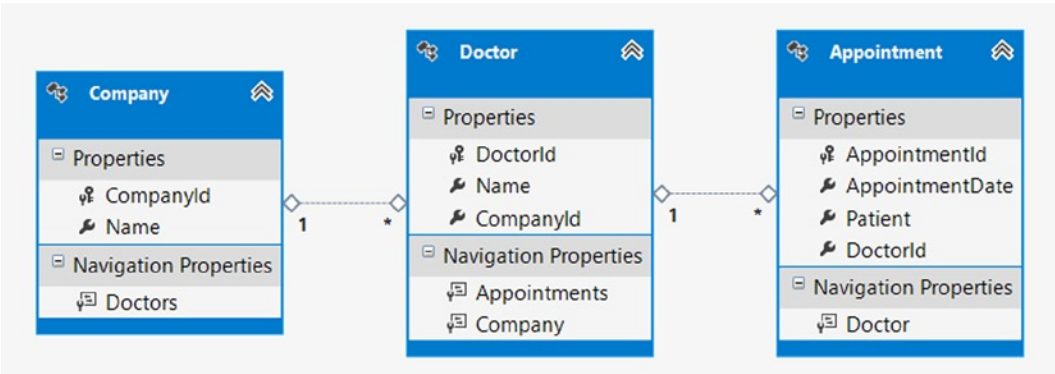 Company
Properties
CompanyId
Name
Navigation Properties
Doctors
1
*
Doctor
Properties
DoctorId
Name
CompanyId
Navigation Properties
Appointments
Company
1
*
Appointment
Properties
AppointmentId
AppointmentDate
Patient
DoctorId
Navigation Properties
Doctor